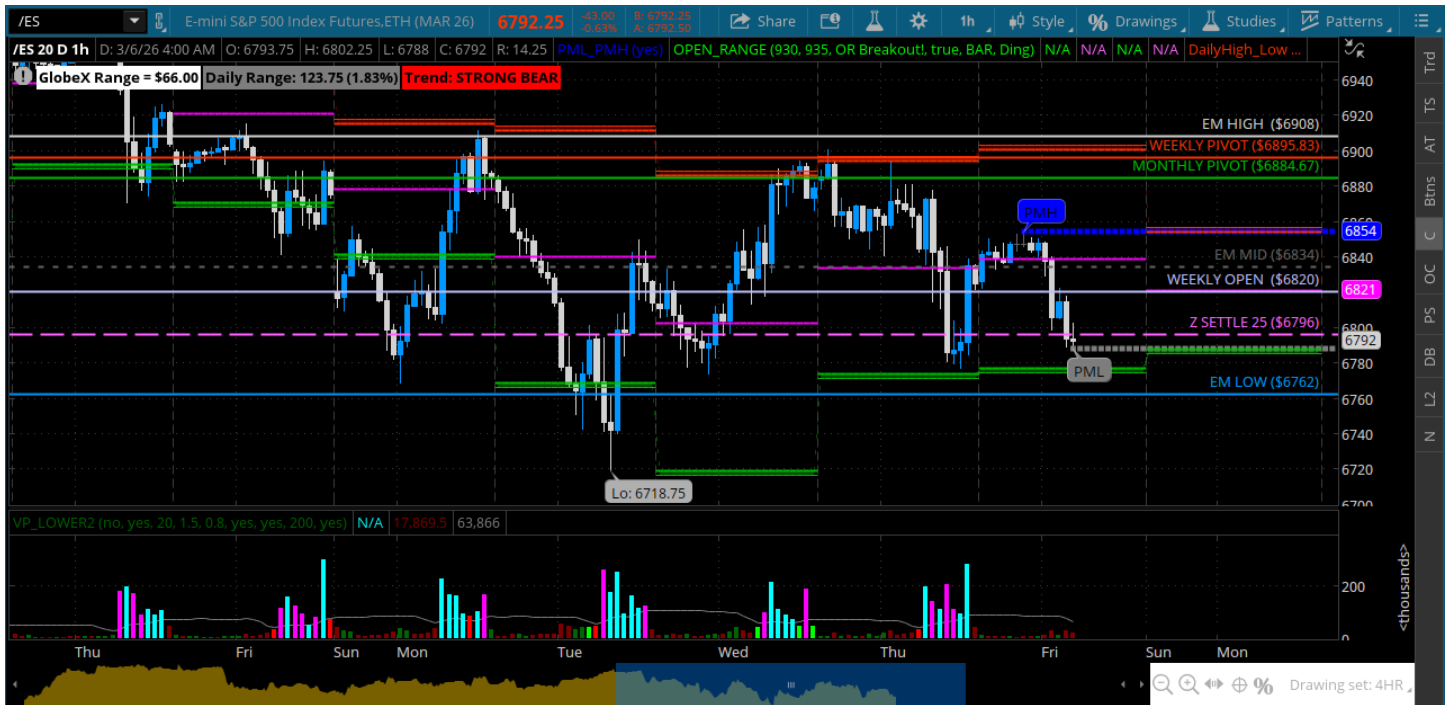 /ES E-mini S&P 500 Index Futures,ETH (MAR 26) 6792.25 -43.00 -0.63% B: 6792.25 A: 6792.50 Share 1h Style % Drawings Studies Patterns
/ES 20 D 1h D: 3/6/26 4:00 AM O: 6793.75 H: 6802.25 L: 6788 C: 6792 R: 14.25 PML_PMH (yes) OPEN_RANGE (930, 935, OR Breakout!, true, BAR, Ding) N/A N/A N/A N/A DailyHigh_Low ...
GlobeX Range = $66.00 Daily Range: 123.75 (1.83%) Trend: STRONG BEAR
6940
6920
EM HIGH ($6908)
WEEKLY PIVOT ($6895.83)
6900
MONTHLY PIVOT ($6884.67)
6880
PMH
6860
6854
EM MID ($6834)
6840
WEEKLY OPEN ($6820)
6821
Z SETTLE 25 ($6796)
6800
6792
PML
6780
EM LOW ($6762)
6760
6740
6720
Lo: 6718.75
6700
VP_LOWER2 (no, yes, 20, 1.5, 0.8, yes, yes, 200, yes) N/A 17,869.5 63,866
200
0
<thousands>
Thu Fri Sun Mon Tue Wed Thu Fri Sun Mon
% Drawing set: 4HR
Trd
TS
AT
Btns
C
OC
PS
DB
L2
N